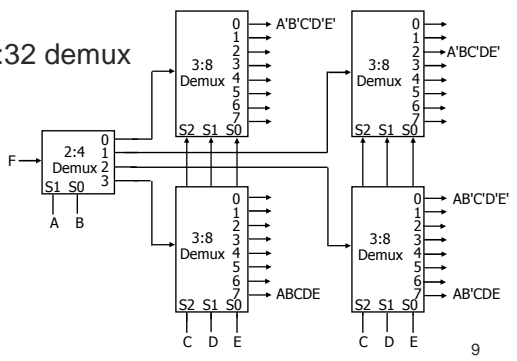 :32 demux
0
1
2
3
4
5
6
7
3:8
Demux
S2 S1 S0
A'B'C'D'E'
0
1
2
3
4
5
6
7
3:8
Demux
S2 S1 S0
A'BC'DE'
F
2:4
Demux
0
1
2
3
S1 S0
A B
0
1
2
3
4
5
6
7
3:8
Demux
S2 S1 S0
ABCDE
C D E
0
1
2
3
4
5
6
7
3:8
Demux
S2 S1 S0
AB'C'D'E'
AB'CDE
C D E
9